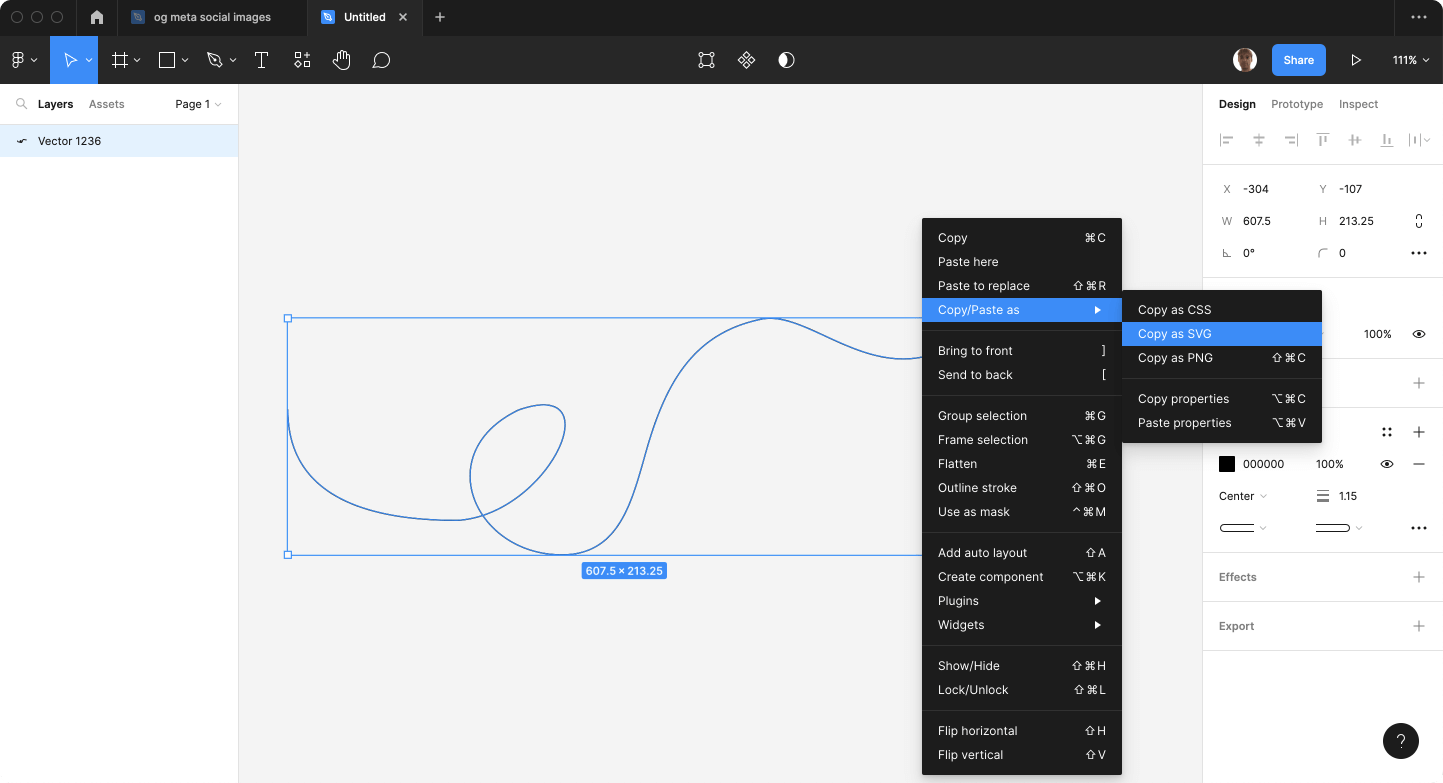 og meta social images
Untitled
Share
111%
Layers
Assets
Page 1
Vector 1236
Design
Prototype
Inspect
X -304 Y -107
W 607.5 H 213.25
0° 0
100%
000000 100%
Center 1.15
Effects
Export
607.5 × 213.25
Copy ⌘C
Paste here
Paste to replace ⇧⌘R
Copy/Paste as
Bring to front ]
Send to back [
Group selection ⌘G
Frame selection ⌥⌘G
Flatten ⌘E
Outline stroke ⇧⌘O
Use as mask ^⌘M
Add auto layout ⇧A
Create component ⌥⌘K
Plugins
Widgets
Show/Hide ⇧⌘H
Lock/Unlock ⇧⌘L
Flip horizontal ⇧H
Flip vertical ⇧V
Copy as CSS
Copy as SVG
Copy as PNG ⇧⌘C
Copy properties ⌥⌘C
Paste properties ⌥⌘V
?